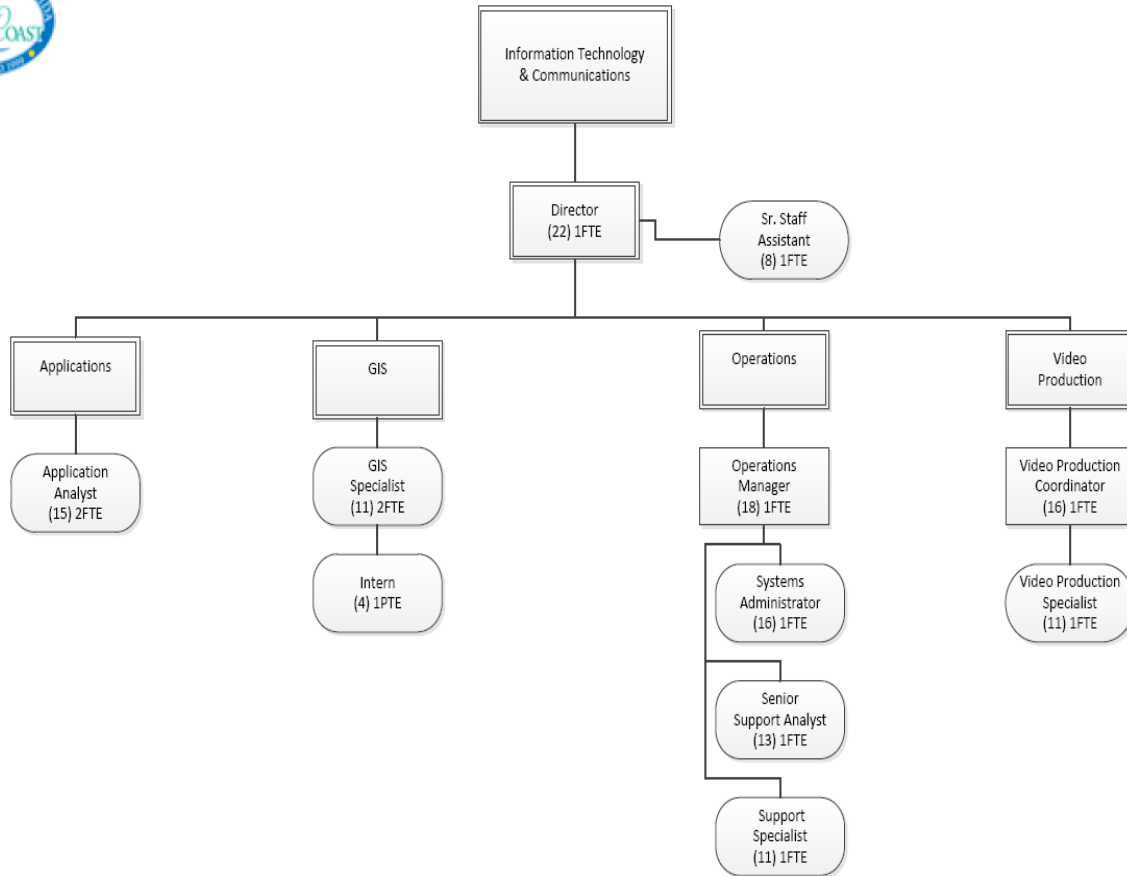 COAST
Information Technology
& Communications
Director
(22) 1FTE
Sr. Staff
Assistant
(8) 1FTE
Applications
GIS
Operations
Video
Production
Application
Analyst
(15) 2FTE
GIS
Specialist
(11) 2FTE
Operations
Manager
(18) 1FTE
Video Production
Coordinator
(16) 1FTE
Intern
(4) 1PTE
Systems
Administrator
(16) 1FTE
Video Production
Specialist
(11) 1FTE
Senior
Support Analyst
(13) 1FTE
Support
Specialist
(11) 1FTE